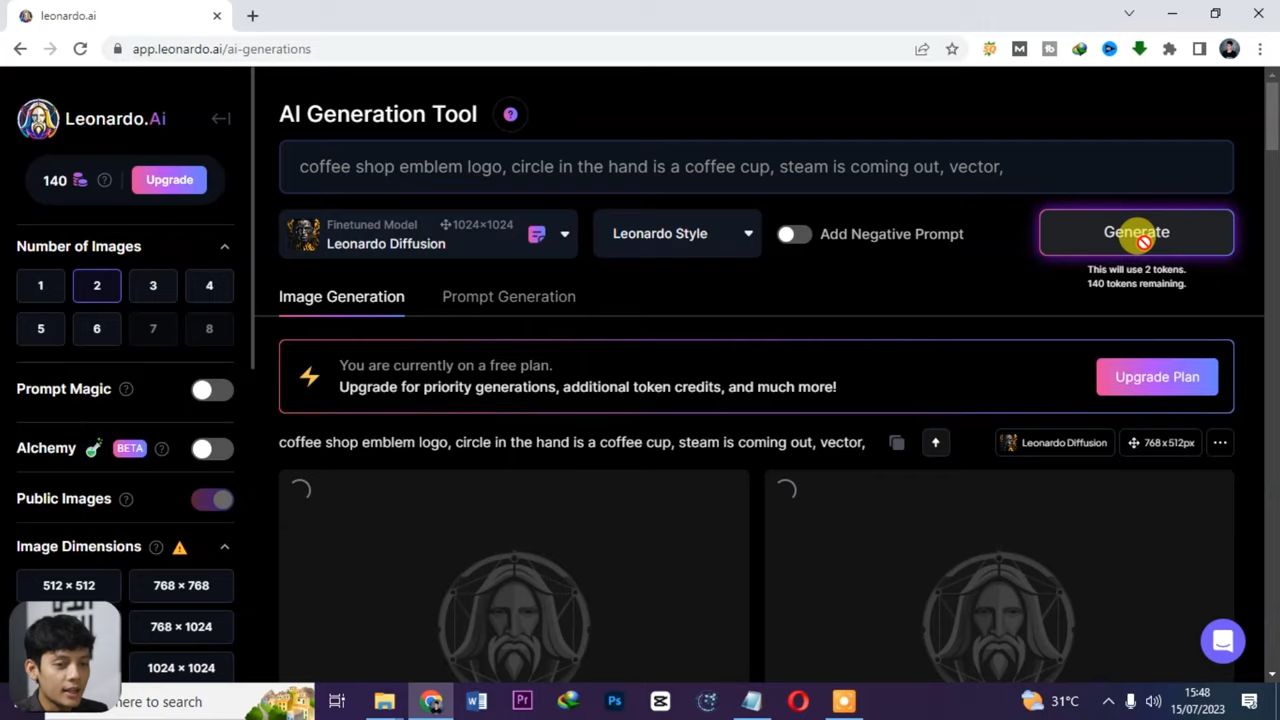 leonardo.ai
app.leonardo.ai/ai-generations
Leonardo.Ai
140
Upgrade
Number of Images
1
2
3
4
5
6
7
8
Prompt Magic
Alchemy
BETA
Public Images
Image Dimensions
512 × 512
768 × 768
768 × 1024
1024 × 1024
AI Generation Tool
coffee shop emblem logo, circle in the hand is a coffee cup, steam is coming out, vector,
Finetuned Model
1024×1024
Leonardo Diffusion
Leonardo Style
Add Negative Prompt
Generate
This will use 2 tokens.
140 tokens remaining.
Image Generation
Prompt Generation
You are currently on a free plan.
Upgrade for priority generations, additional token credits, and much more!
Upgrade Plan
coffee shop emblem logo, circle in the hand is a coffee cup, steam is coming out, vector,
Leonardo Diffusion
768 x 512px
here to search
W
Pr
Ps
31°C
15:48
15/07/2023